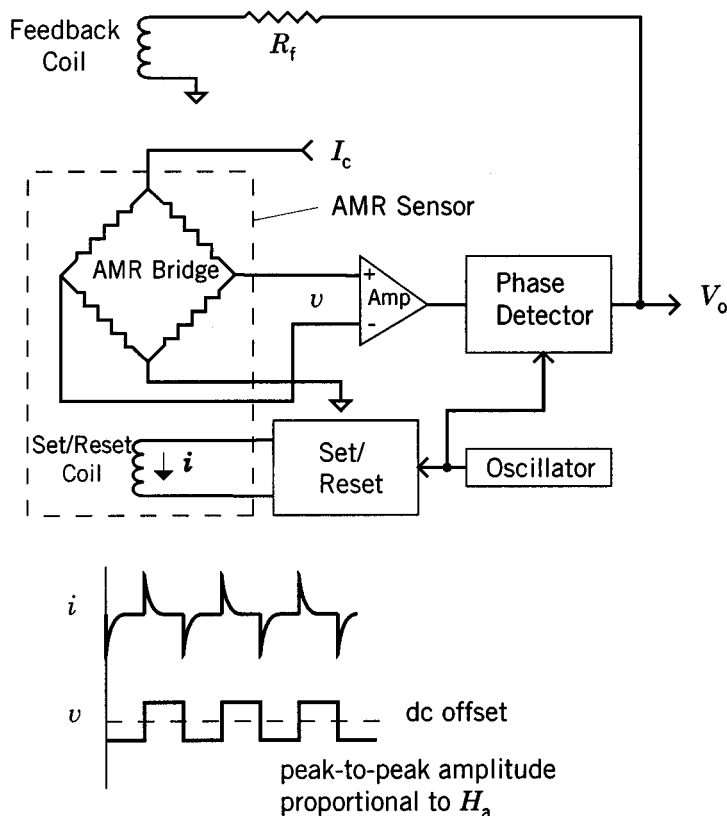 Feedback
Coil
R_f
I_c
AMR Sensor
AMR Bridge
v
+
-
Amp
Phase
Detector
V_o
Set/Reset
Coil
i
Set/
Reset
Oscillator
i
v
dc offset
peak-to-peak amplitude
proportional to H_a